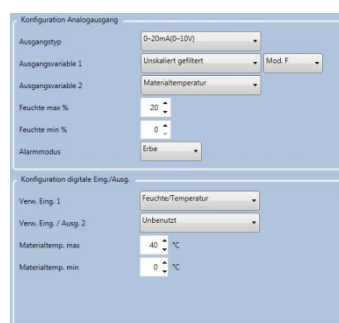 Konfiguration Analogausgang
Ausgangstyp 0–20mA(0–10V)
Ausgangsvariable 1 Unskaliert gefiltert Mod. F
Ausgangsvariable 2 Materialtemperatur
Feuchte max % 20
Feuchte min % 0
Alarmmodus Erbe
Konfiguration digitale Eing./Ausg.
Verw. Eing. 1 Feuchte/Temperatur
Verw. Eing. / Ausg. 2 Unbenutzt
Materialtemp. max 40 °C
Materialtemp. min 0 °C